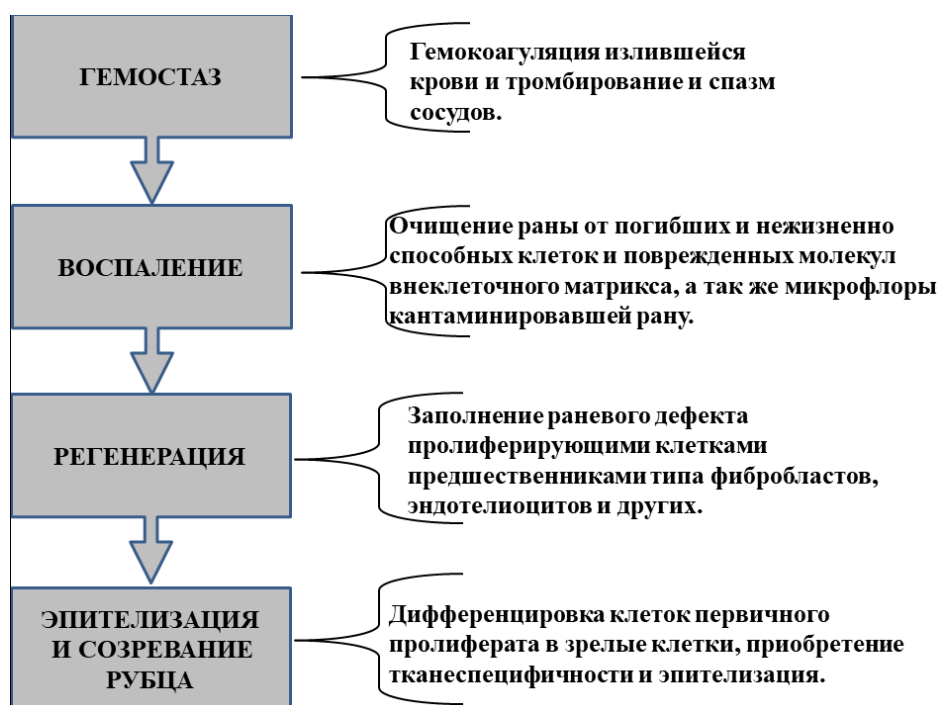 ГЕМОСТАЗ
Гемокоагуляция излившейся
крови и тромбирование и спазм
сосудов.
ВОСПАЛЕНИЕ
Очищение раны от погибших и нежизненно
способных клеток и поврежденных молекул
внеклеточного матрикса, а так же микрофлоры
кантаминировавшей рану.
РЕГЕНЕРАЦИЯ
Заполнение раневого дефекта
пролиферирующими клетками
предшественниками типа фибробластов,
эндотелиоцитов и других.
ЭПИТЕЛИЗАЦИЯ
И СОЗРЕВАНИЕ
РУБЦА
Дифференцировка клеток первичного
пролиферата в зрелые клетки, приобретение
тканеспецифичности и эпителизация.